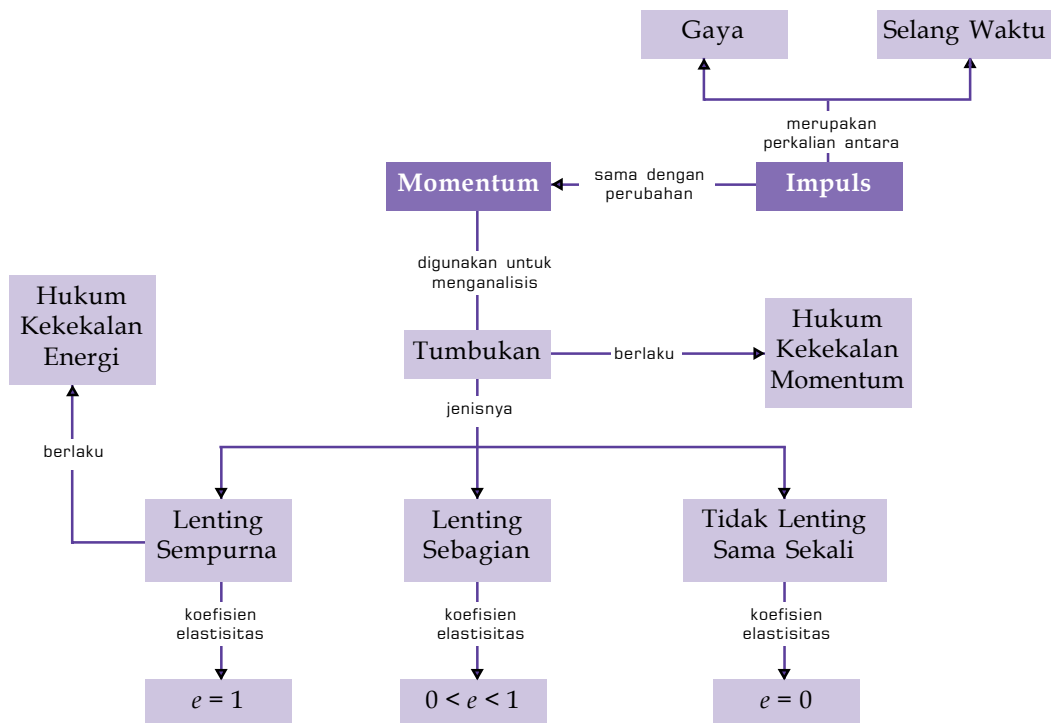 Gaya
Selang Waktu
merupakan
perkalian antara
Momentum
sama dengan
perubahan
Impuls
digunakan untuk
menganalisis
Hukum
Kekekalan
Energi
Tumbukan
berlaku
Hukum
Kekekalan
Momentum
jenisnya
berlaku
Lenting
Sempurna
Lenting
Sebagian
Tidak Lenting
Sama Sekali
koefisien
elastisitas
koefisien
elastisitas
koefisien
elastisitas
e = 1
0 < e < 1
e = 0